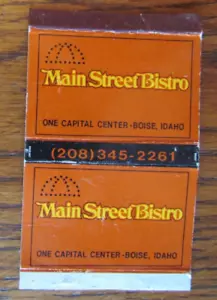 Main Street Bistro
ONE CAPITAL CENTER-BOISE, IDAHO
(208)345-2261
Main Street Bistro
ONE CAPITAL CENTER-BOISE, IDAHO